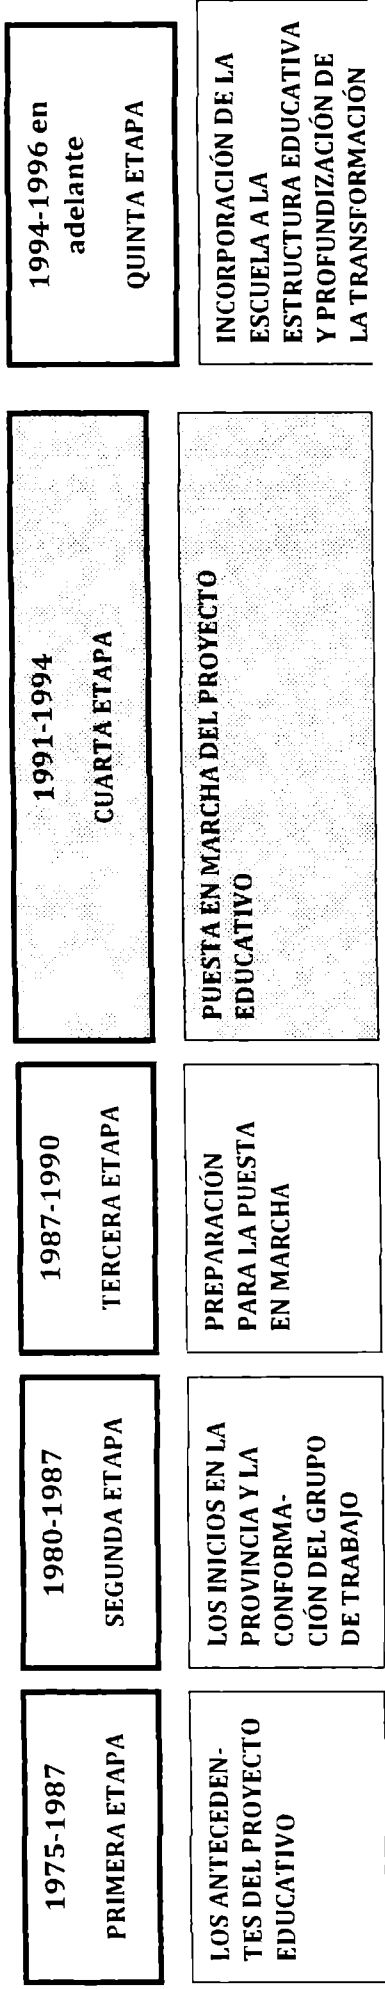 1975-1987
PRIMERA ETAPA
LOS ANTECEDEN-
TES DEL PROYECTO
EDUCATIVO
1980-1987
SEGUNDA ETAPA
LOS INICIOS EN LA
PROVINCIA Y LA
CONFORMA-
CIÓN DEL GRUPO
DE TRABAJO
1987-1990
TERCERA ETAPA
PREPARACIÓN
PARA LA PUESTA
EN MARCHA
1991-1994
CUARTA ETAPA
PUESTA EN MARCHA DEL PROYECTO
EDUCATIVO
1994-1996 en
adelante
QUINTA ETAPA
INCORPORACIÓN DE LA
ESCUELA A LA
ESTRUCTURA EDUCATIVA
Y PROFUNDIZACIÓN DE
LA TRANSFORMACIÓN